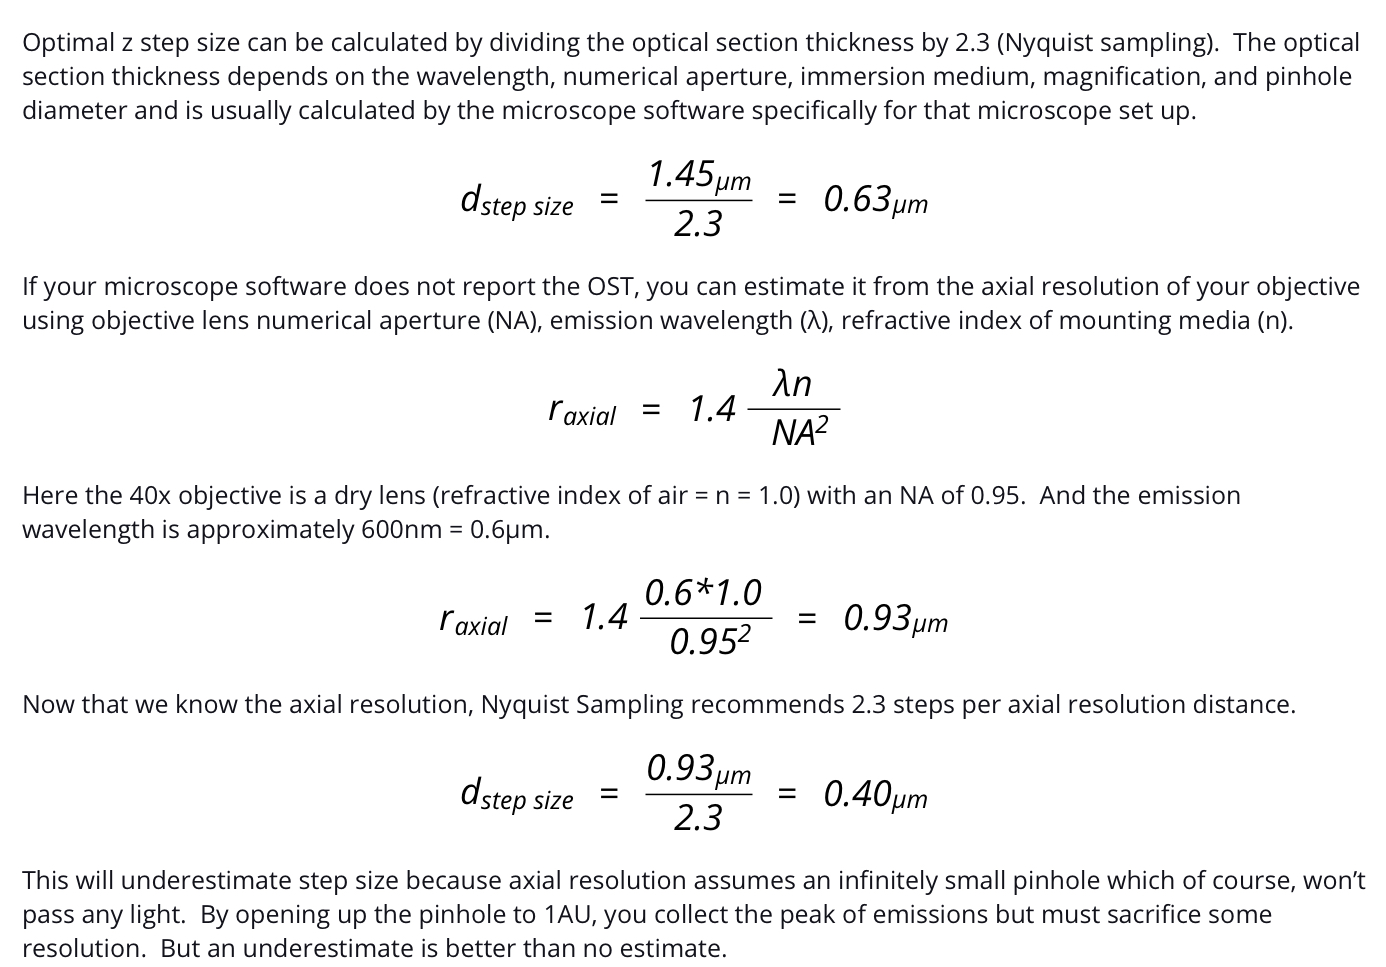 Optimal z step size can be calculated by dividing the optical section thickness by 2.3 (Nyquist sampling).  The optical
section thickness depends on the wavelength, numerical aperture, immersion medium, magnification, and pinhole
diameter and is usually calculated by the microscope software specifically for that microscope set up.
d_{step size} = \frac{1.45_{μm}}{2.3} = 0.63_{μm}
If your microscope software does not report the OST, you can estimate it from the axial resolution of your objective
using objective lens numerical aperture (NA), emission wavelength (λ), refractive index of mounting media (n).
r_{axial} = 1.4 \frac{λn}{NA^2}
Here the 40x objective is a dry lens (refractive index of air = n = 1.0) with an NA of 0.95.  And the emission
wavelength is approximately 600nm = 0.6μm.
r_{axial} = 1.4 \frac{0.6*1.0}{0.95^2} = 0.93_{μm}
Now that we know the axial resolution, Nyquist Sampling recommends 2.3 steps per axial resolution distance.
d_{step size} = \frac{0.93_{μm}}{2.3} = 0.40_{μm}
This will underestimate step size because axial resolution assumes an infinitely small pinhole which of course, won’t
pass any light.  By opening up the pinhole to 1AU, you collect the peak of emissions but must sacrifice some
resolution.  But an underestimate is better than no estimate.